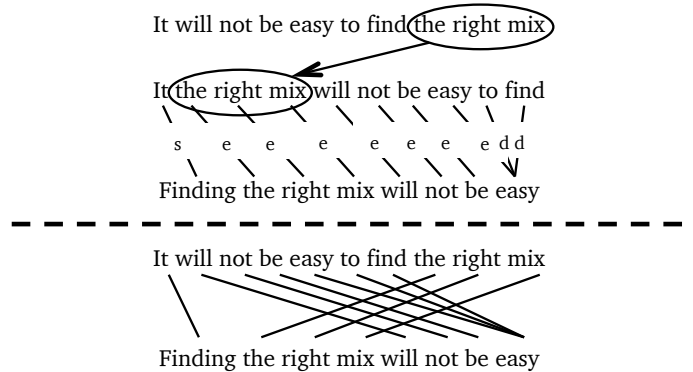 It will not be easy to find the right mix
It the right mix will not be easy to find
s e e e e e e e d d
Finding the right mix will not be easy
It will not be easy to find the right mix
Finding the right mix will not be easy